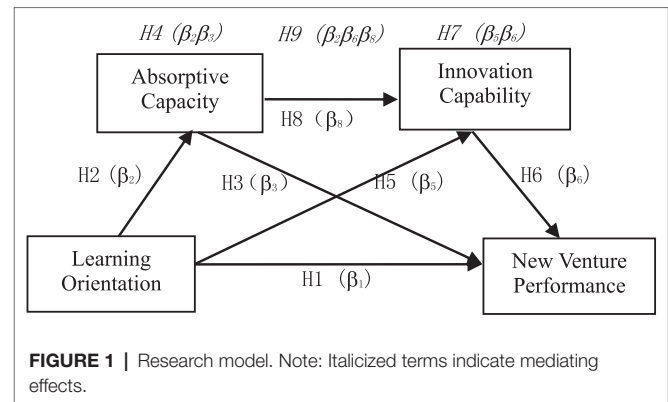 H4 (β₂β₃) H9 (β₂β₆β₈) H7 (β₅β₆)
Absorptive
Capacity
Innovation
Capability
H8 (β₈)
H2 (β₂)
H3 (β₃)
H5 (β₅)
H6 (β₆)
Learning
Orientation
New Venture
Performance
H1 (β₁)
FIGURE 1 | Research model. Note: Italicized terms indicate mediating
effects.